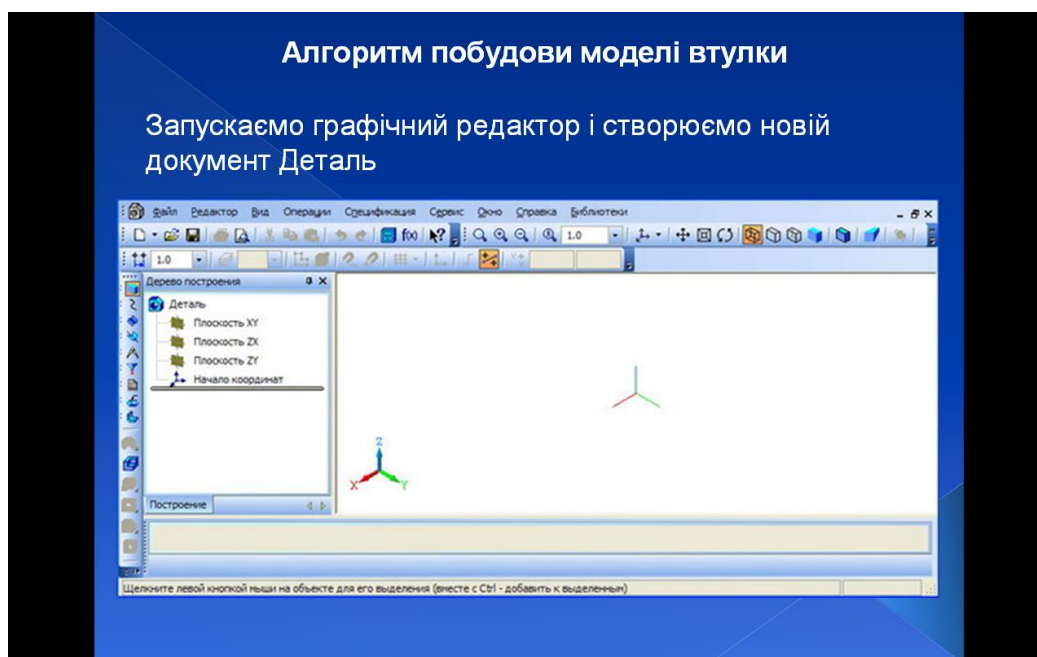 Алгоритм побудови моделі втулки
Запускаємо графічний редактор і створюємо новій
документ Деталь
Файл Редактор Вид Операции Спецификация Сервис Окно Справка Библиотеки
f(x) 1.0
1.0
Дерево построения
Деталь
Плоскость XY
Плоскость ZX
Плоскость ZY
Начало координат
Z
X Y
Построение
Щелкните левой кнопкой мыши на объекте для его выделения (вместе с Ctrl - добавить к выделенным)